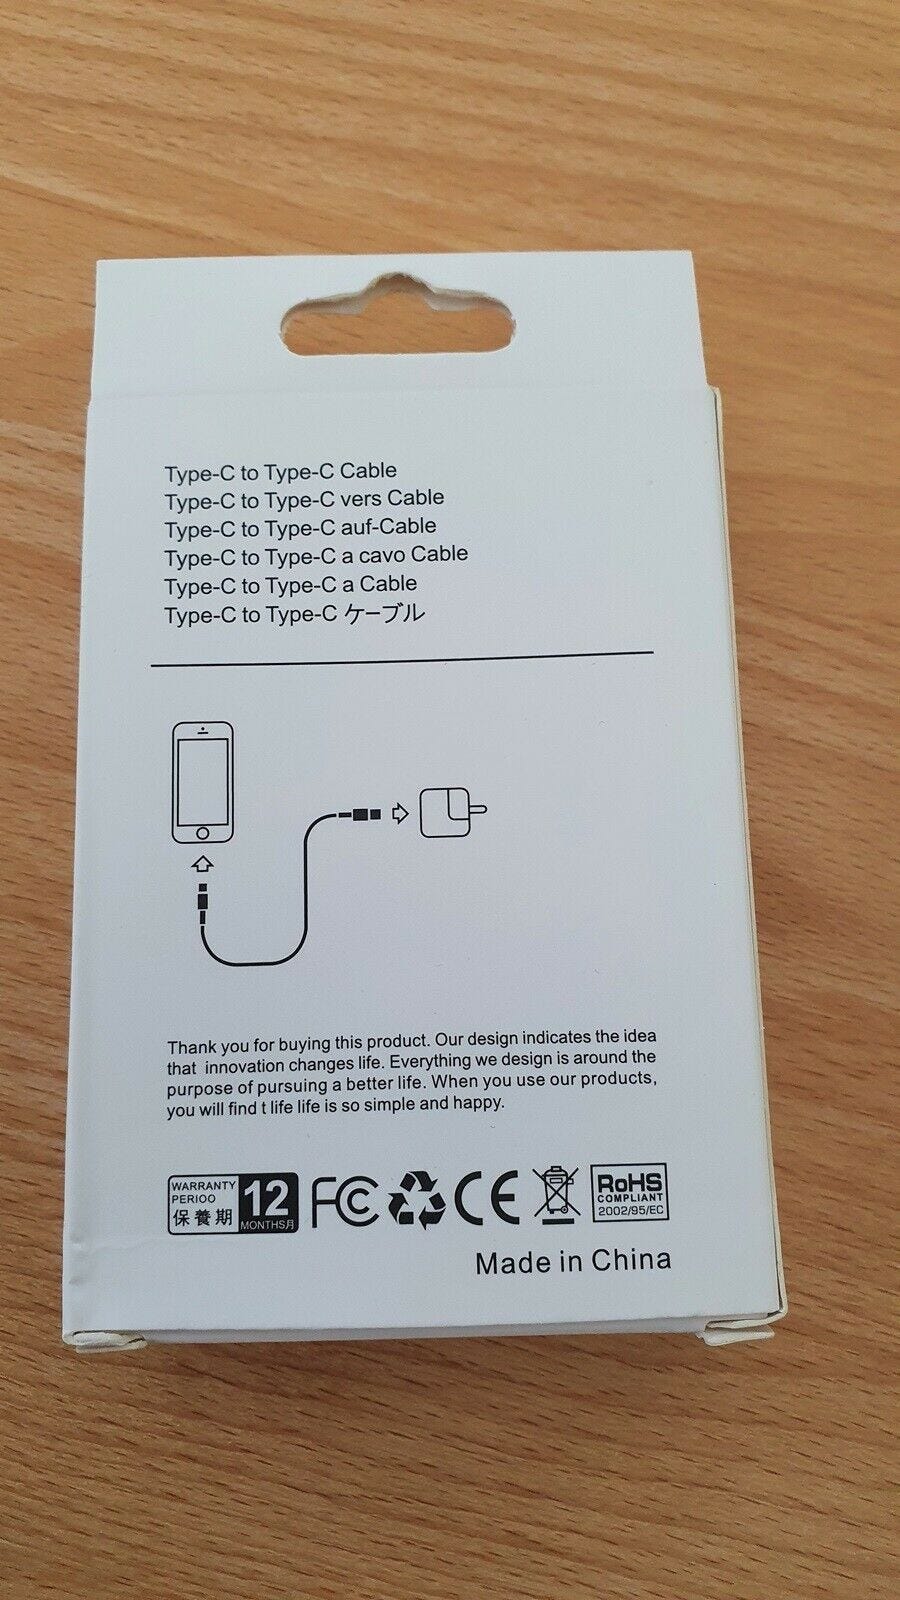 Type-C to Type-C Cable
Type-C to Type-C vers Cable
Type-C to Type-C auf-Cable
Type-C to Type-C a cavo Cable
Type-C to Type-C a Cable
Type-C to Type-C ケーブル
Thank you for buying this product. Our design indicates the idea
that innovation changes life. Everything we design is around the
purpose of pursuing a better life. When you use our products,
you will find t life life is so simple and happy.
WARRANTY
PERIOO
保養期
12
MONTHS月
FC
CE
RoHS
COMPLIANT
2002/95/EC
Made in China